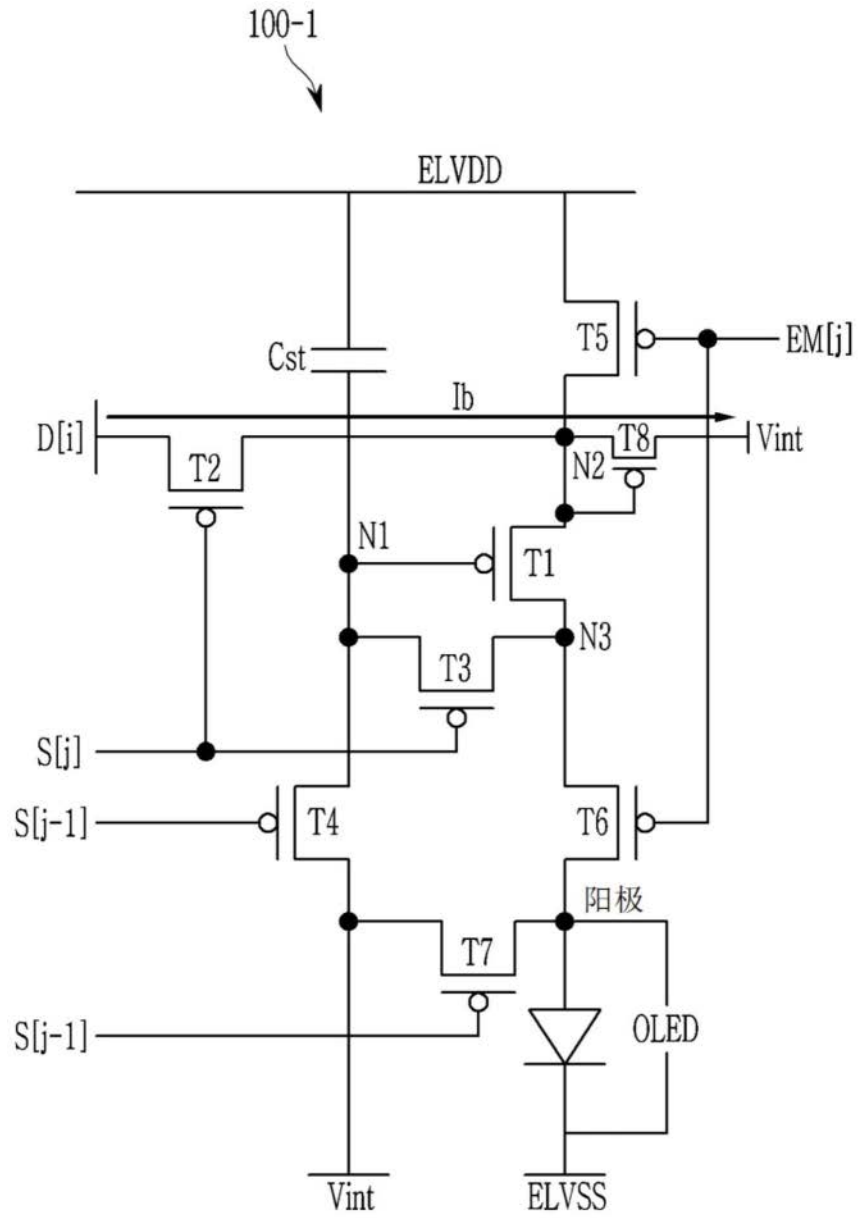 100-1
ELVDD
T5
EM[j]
Cst
Ib
D[i]
T2
T8
Vint
N2
N1
T1
N3
T3
S[j]
S[j-1]
T4
T6
阳极
T7
S[j-1]
OLED
Vint
ELVSS